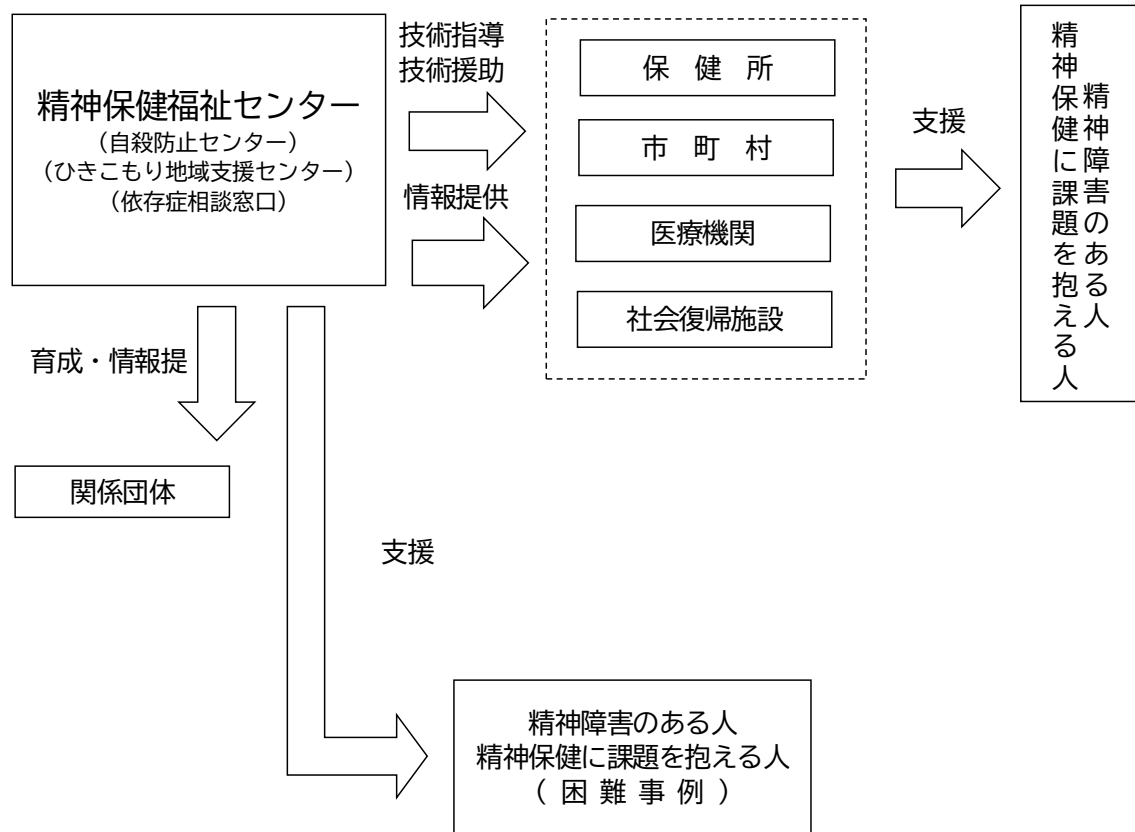 精神保健福祉センター
（自殺防止センター）
（ひきこもり地域支援センター）
（依存症相談窓口）
技術指導
技術援助
情報提供
保　健　所
市　町　村
医療機関
社会復帰施設
支援
精神障害のある人
精神保健に課題を抱える人
育成・情報提
関係団体
支援
精神障害のある人
精神保健に課題を抱える人
（ 困 難 事 例 ）